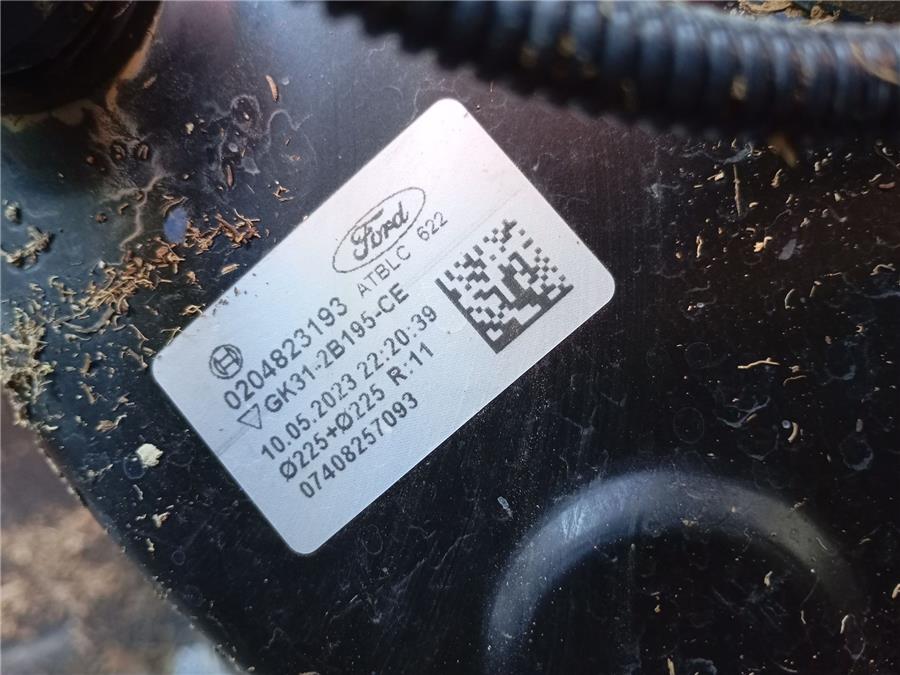 Ford
ATBLC 622
0204823193
GK31-2B195-CE
10.05.2023 22:20:39
Ø225+Ø225 R:11
07408257093